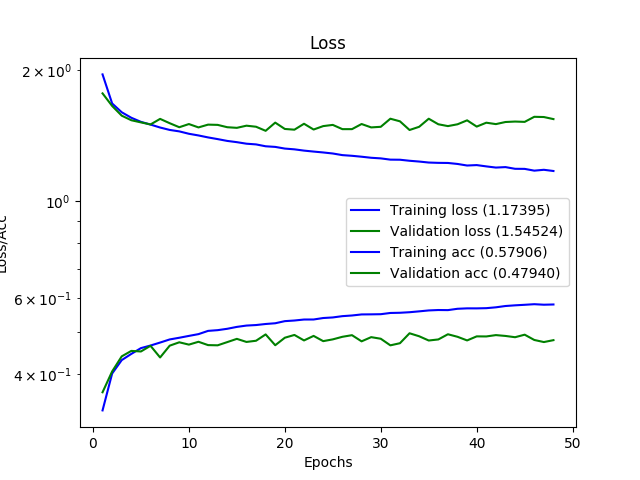 Loss
2 × 10⁰
10⁰
6 × 10⁻¹
4 × 10⁻¹
Loss/Acc
Training loss (1.17395)
Validation loss (1.54524)
Training acc (0.57906)
Validation acc (0.47940)
0 10 20 30 40 50
Epochs